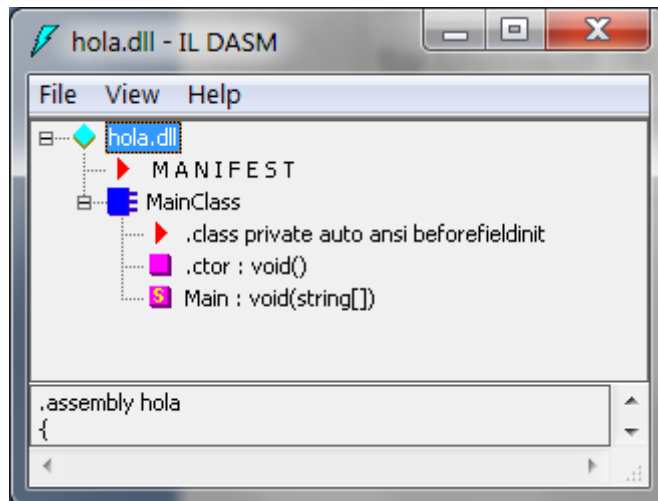 hola.dll - IL DASM
File View Help
hola.dll
MANIFEST
MainClass
.class private auto ansi beforefieldinit
.ctor : void()
S Main : void(string[])
.assembly hola
{